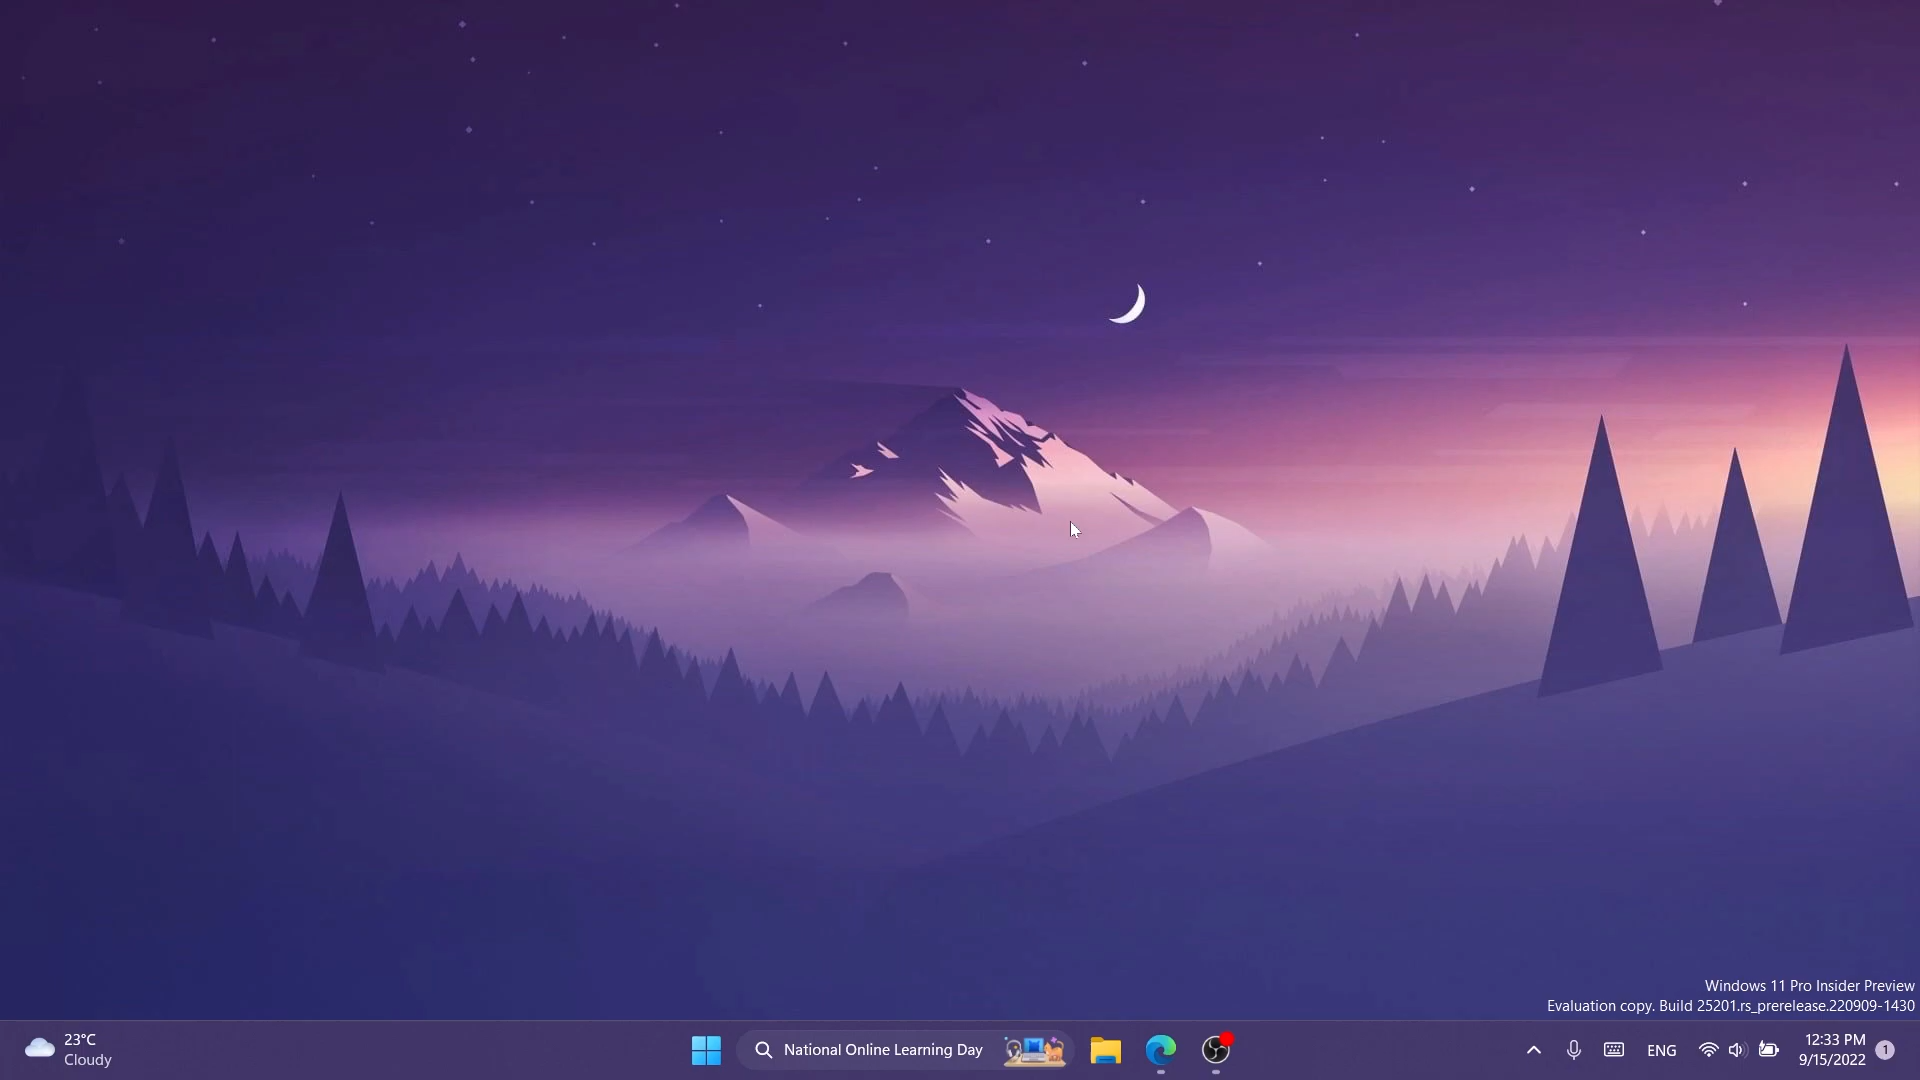 Windows 11 Pro Insider Preview
Evaluation copy. Build 25201.rs_prerelease.220909-1430
23°C
Cloudy
National Online Learning Day
ENG
12:33 PM
9/15/2022
1